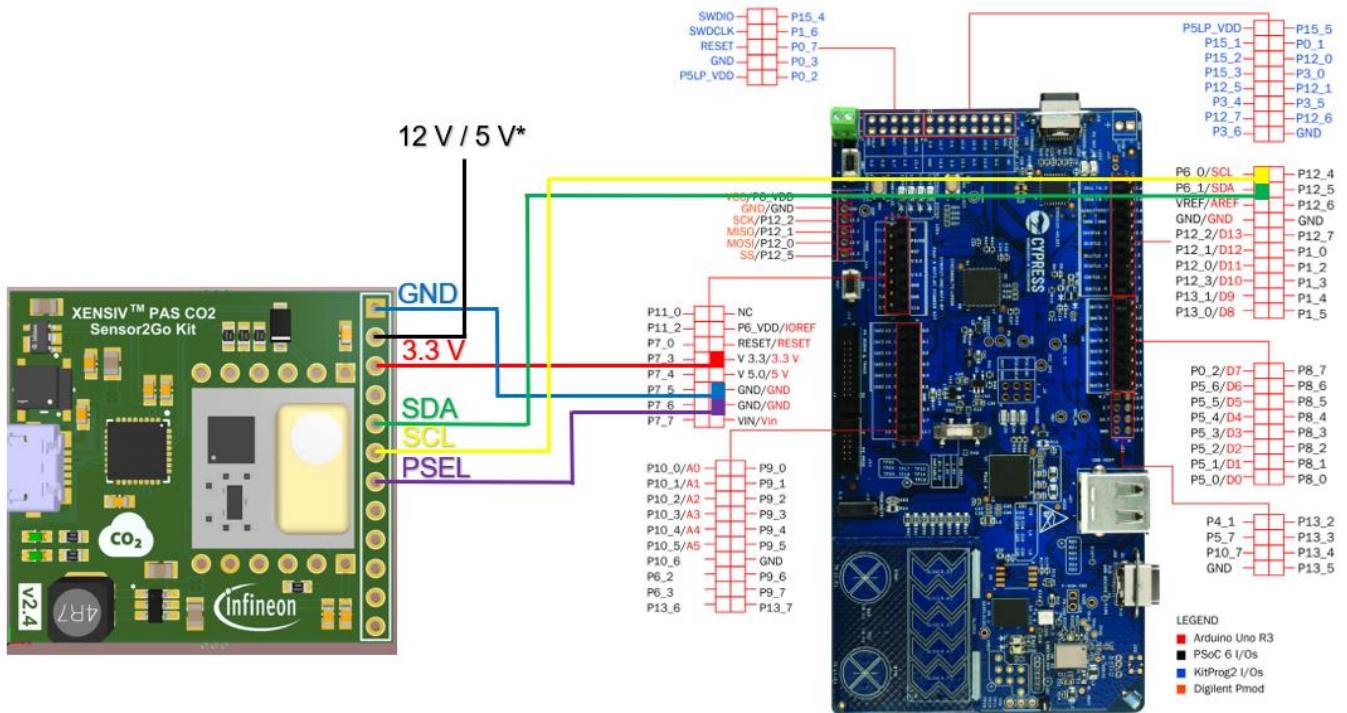 SWDIO P15_4
SWDCLK P1_6
RESET P0_7
GND P0_3
P5LP_VDD P0_2
P5LP_VDD P15_5
P15_1 P0_1
P15_2 P12_0
P15_3 P3_0
P12_5 P12_1
P3_4 P3_5
P12_7 P12_6
P3_6 GND
12 V / 5 V*
P6_0/SCL P12_4
P6_1/SDA P12_5
VREF/AREF P12_6
GND/GND GND
P12_2/D13 P12_7
P12_1/D12 P1_0
P12_0/D11 P1_2
P12_3/D10 P1_3
P13_1/D9 P1_4
P13_0/D8 P1_5
VCC/P6_VDD
GND/GND
SCK/P12_2
MISO/P12_1
MOSI/P12_0
SS/P12_5
CYPRESS
XENSIV™ PAS CO2
Sensor2Go Kit
GND
3.3 V
SDA
SCL
PSEL
CO2
V2.4
4R7
infineon
P11_0 NC
P11_2 P6_VDD/IOREF
P7_0 RESET/RESET
P7_3 V 3.3/3.3 V
P7_4 V 5.0/5 V
P7_5 GND/GND
P7_6 GND/GND
P7_7 VIN/Vin
P0_2/D7 P8_7
P5_6/D6 P8_6
P5_5/D5 P8_5
P5_4/D4 P8_4
P5_3/D3 P8_3
P5_2/D2 P8_2
P5_1/D1 P8_1
P5_0/D0 P8_0
P10_0/A0 P9_0
P10_1/A1 P9_1
P10_2/A2 P9_2
P10_3/A3 P9_3
P10_4/A4 P9_4
P10_5/A5 P9_5
P10_6 GND
P6_2 P9_6
P6_3 P9_7
P13_6 P13_7
P4_1 P13_2
P5_7 P13_3
P10_7 P13_4
GND P13_5
LEGEND
Arduino Uno R3
PSoC 6 I/Os
KitProg2 I/Os
Digilent Pmod